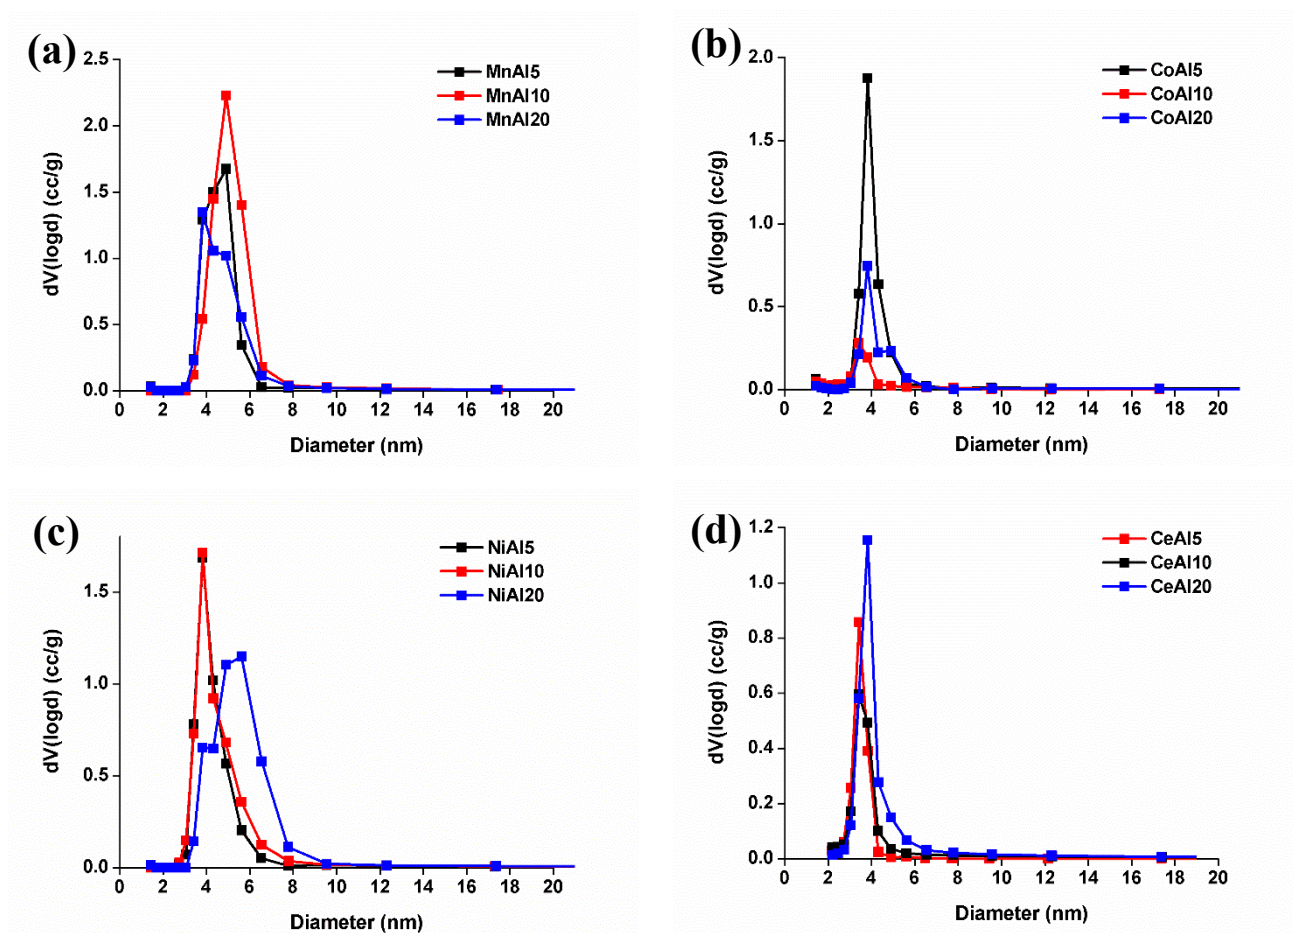 (a)
MnAl5
MnAl10
MnAl20
dV(logd) (cc/g)
2.5
2.0
1.5
1.0
0.5
0.0
0 2 4 6 8 10 12 14 16 18 20
Diameter (nm)
(b)
CoAl5
CoAl10
CoAl20
dV(logd) (cc/g)
2.0
1.5
1.0
0.5
0.0
0 2 4 6 8 10 12 14 16 18 20
Diameter (nm)
(c)
NiAl5
NiAl10
NiAl20
dV(logd) (cc/g)
1.5
1.0
0.5
0.0
0 2 4 6 8 10 12 14 16 18 20
Diameter (nm)
(d)
CeAl5
CeAl10
CeAl20
dV(logd) (cc/g)
1.2
1.0
0.8
0.6
0.4
0.2
0.0
0 2 4 6 8 10 12 14 16 18 20
Diameter (nm)